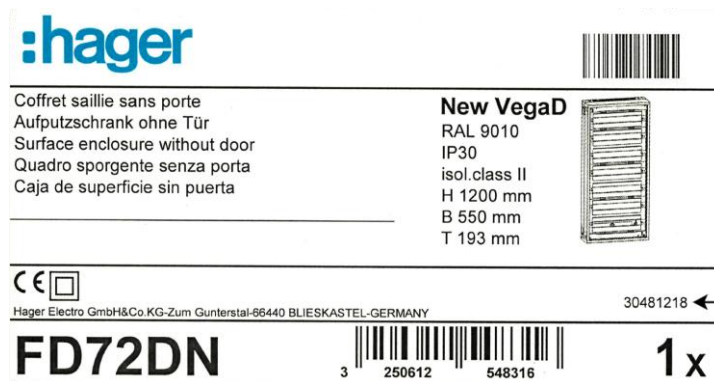 :hager
Coffret saillie sans porte
Aufputzschrank ohne Tür
Surface enclosure without door
Quadro sporgente senza porta
Caja de superficie sin puerta
New VegaD
RAL 9010
IP30
isol.class II
H 1200 mm
B 550 mm
T 193 mm
CE
Hager Electro GmbH&Co.KG-Zum Gunterstal-66440 BLIESKASTEL-GERMANY
30481218
FD72DN
3 250612 548316
1x